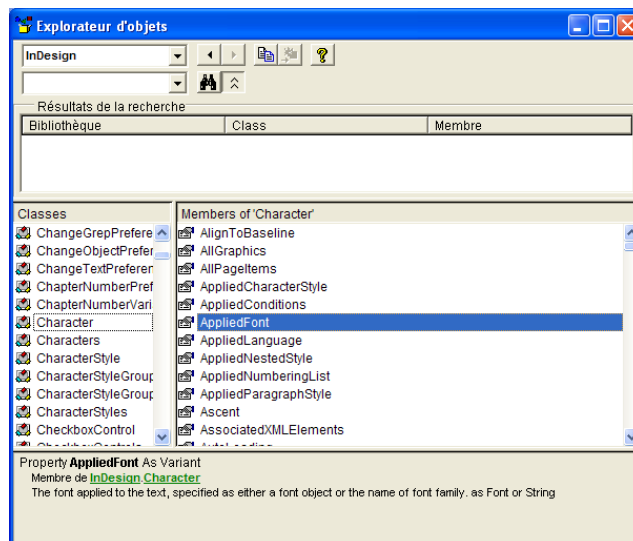 Explorateur d'objets
InDesign
Résultats de la recherche
Bibliothèque Class Membre
Classes
ChangeGrepPrefere
ChangeObjectPrefer
ChangeTextPreferen
ChapterNumberPref
ChapterNumberVari
Character
Characters
CharacterStyle
CharacterStyleGroup
CharacterStyleGroup
CharacterStyles
CheckboxControl
CheckboxControls
Members of 'Character'
AlignToBaseline
AllGraphics
AllPageItems
AppliedCharacterStyle
AppliedConditions
AppliedFont
AppliedLanguage
AppliedNestedStyle
AppliedNumberingList
AppliedParagraphStyle
Ascent
AssociatedXMLElements
AutoLeading
Property AppliedFont As Variant
Membre de InDesign.Character
The font applied to the text, specified as either a font object or the name of font family. as Font or String